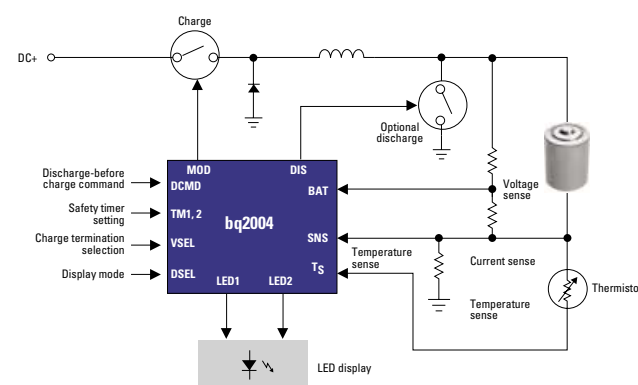 Charge
DC+
Optional
discharge
MOD
DIS
Discharge-before
charge command
DCMD
BAT
Voltage
sense
Safety timer
setting
TM1, 2
bq2004
Charge termination
selection
VSEL
SNS
Temperature
sense
Current sense
Display mode
DSEL
TS
Thermisto
LED1
LED2
Temperature
sense
LED display